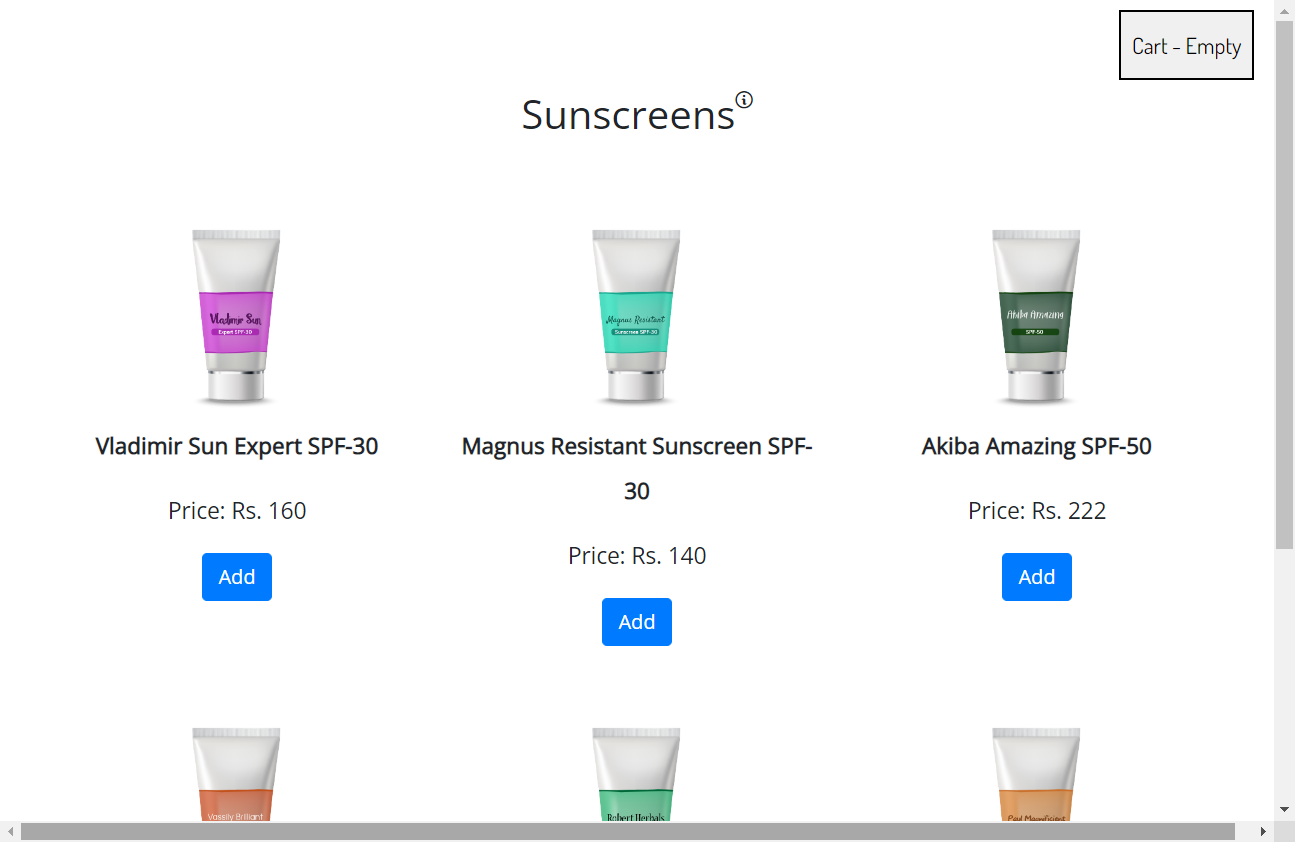 Cart - Empty
Sunscreens
Vladimir Sun
Expert SPF-30
Magnus Resistant
Sunscreen SPF-30
Akiba Amazing
SPF-50
Vladimir Sun Expert SPF-30
Magnus Resistant Sunscreen SPF-
30
Akiba Amazing SPF-50
Price: Rs. 160
Price: Rs. 140
Price: Rs. 222
Add
Add
Add
Vassily Brilliant
Robert Herbals
Paul Magnificient